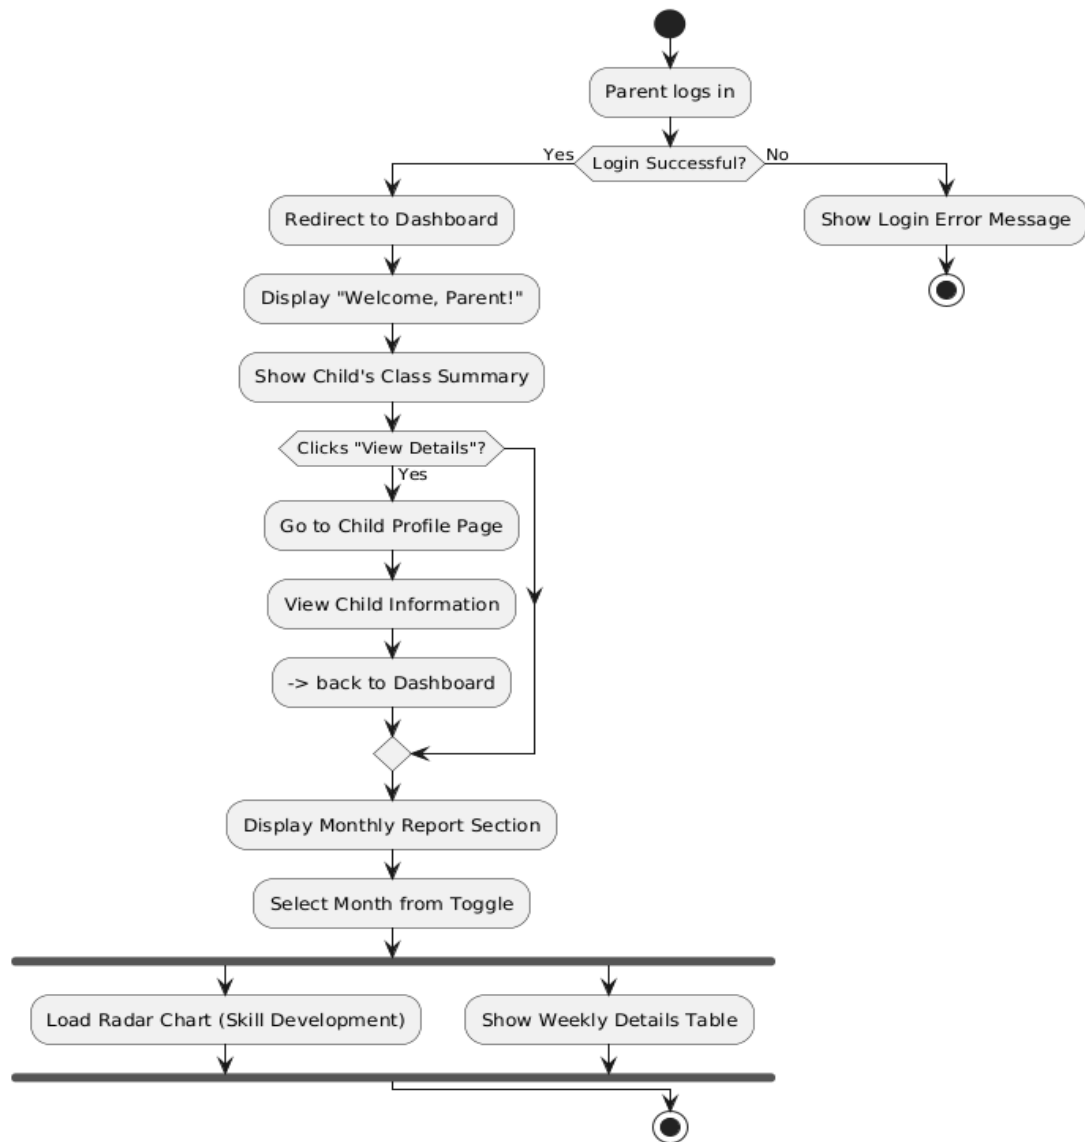 Parent logs in
Yes
Login Successful?
No
Redirect to Dashboard
Show Login Error Message
Display "Welcome, Parent!"
Show Child's Class Summary
Clicks "View Details"?
Yes
Go to Child Profile Page
View Child Information
-> back to Dashboard
Display Monthly Report Section
Select Month from Toggle
Load Radar Chart (Skill Development)
Show Weekly Details Table